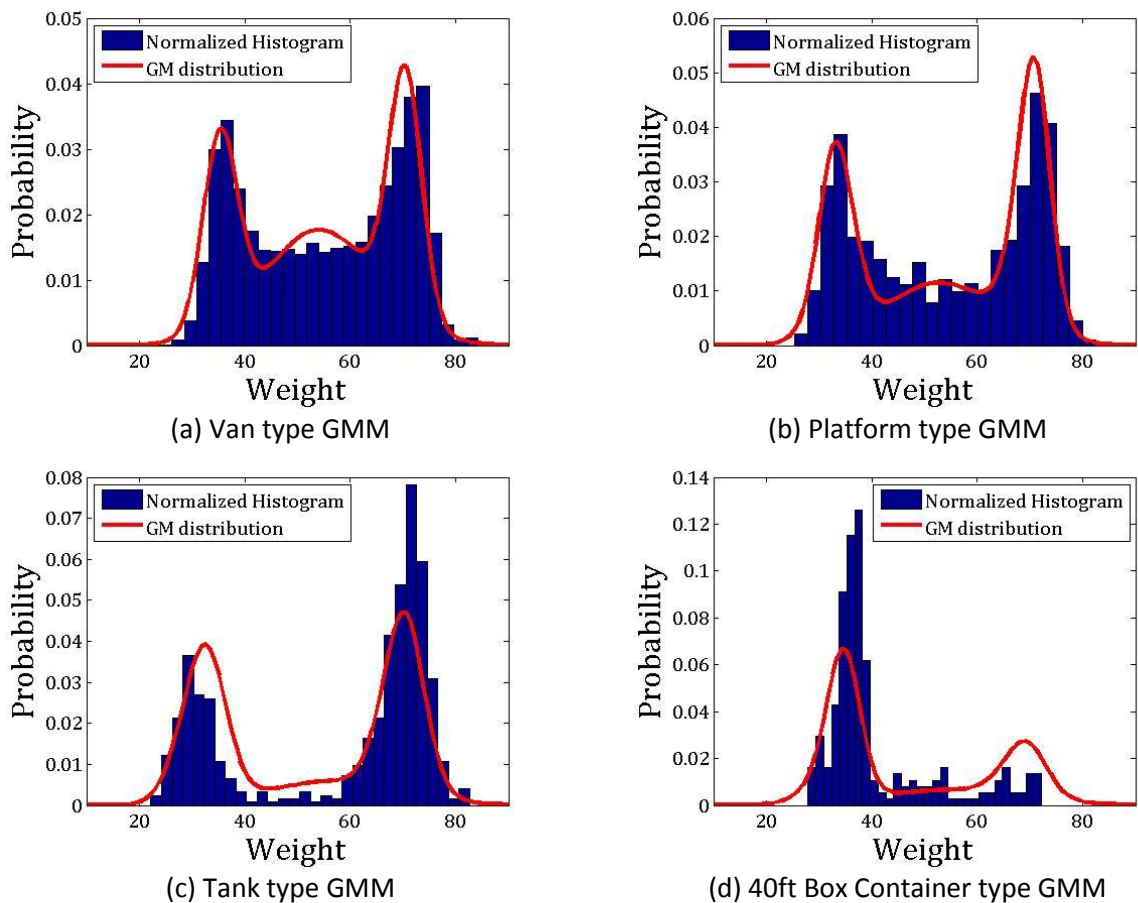 0.05
0.04
0.03
0.02
0.01
0
Probability
Normalized Histogram
GM distribution
20 40 60 80
Weight
(a) Van type GMM
0.06
0.05
0.04
0.03
0.02
0.01
0
Probability
Normalized Histogram
GM distribution
20 40 60 80
Weight
(b) Platform type GMM
0.08
0.07
0.06
0.05
0.04
0.03
0.02
0.01
0
Probability
Normalized Histogram
GM distribution
20 40 60 80
Weight
(c) Tank type GMM
0.14
0.12
0.1
0.08
0.06
0.04
0.02
0
Probability
Normalized Histogram
GM distribution
20 40 60 80
Weight
(d) 40ft Box Container type GMM